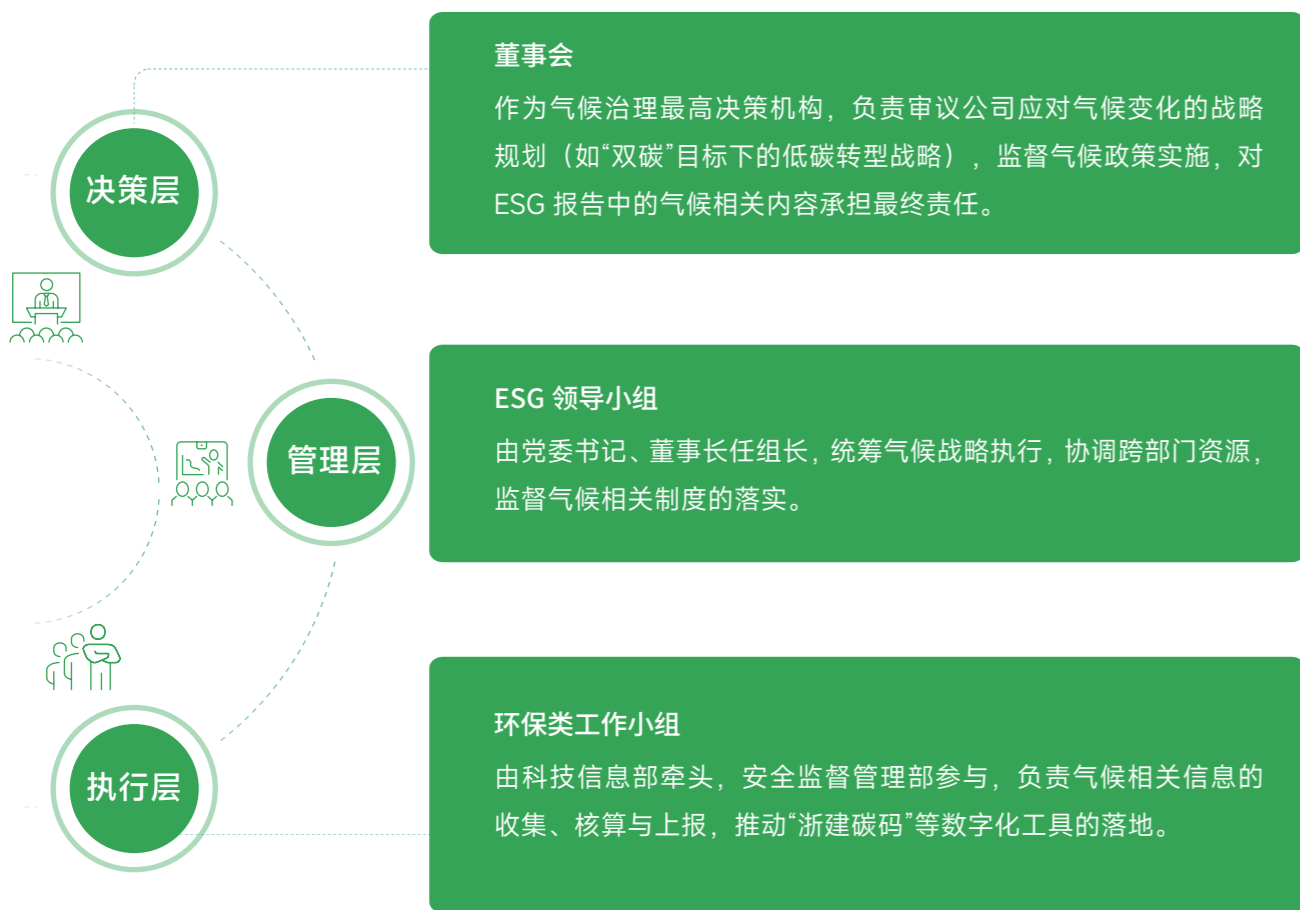 决策层
董事会
作为气候治理最高决策机构，负责审议公司应对气候变化的战略
规划（如“双碳”目标下的低碳转型战略），监督气候政策实施，对
ESG 报告中的气候相关内容承担最终责任。
管理层
ESG 领导小组
由党委书记、董事长任组长，统筹气候战略执行，协调跨部门资源，
监督气候相关制度的落实。
执行层
环保类工作小组
由科技信息部牵头，安全监督管理部参与，负责气候相关信息的
收集、核算与上报，推动“浙建碳码”等数字化工具的落地。